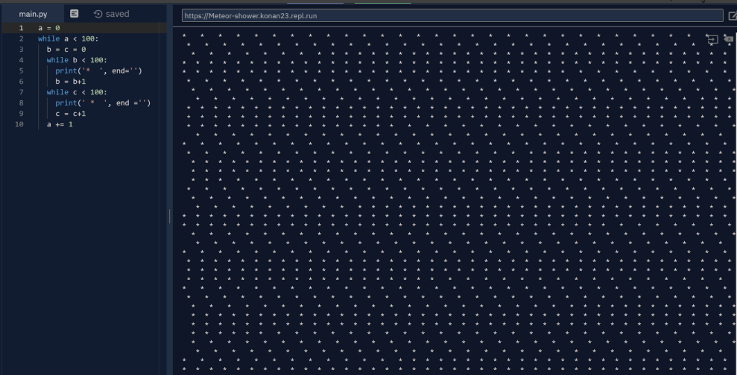 main.py saved
https://Meteor-shower.konan23.repl.run
1 a = 0
2 while a < 100:
3 b = c = 0
4 while b < 100:
5 print('*  ', end='')
6 b = b+1
7 while c < 100:
8 print(' *  ', end ='')
9 c = c+1
10 a += 1